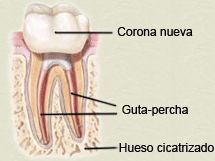 Corona nueva
Guta-percha
Hueso cicatrizado